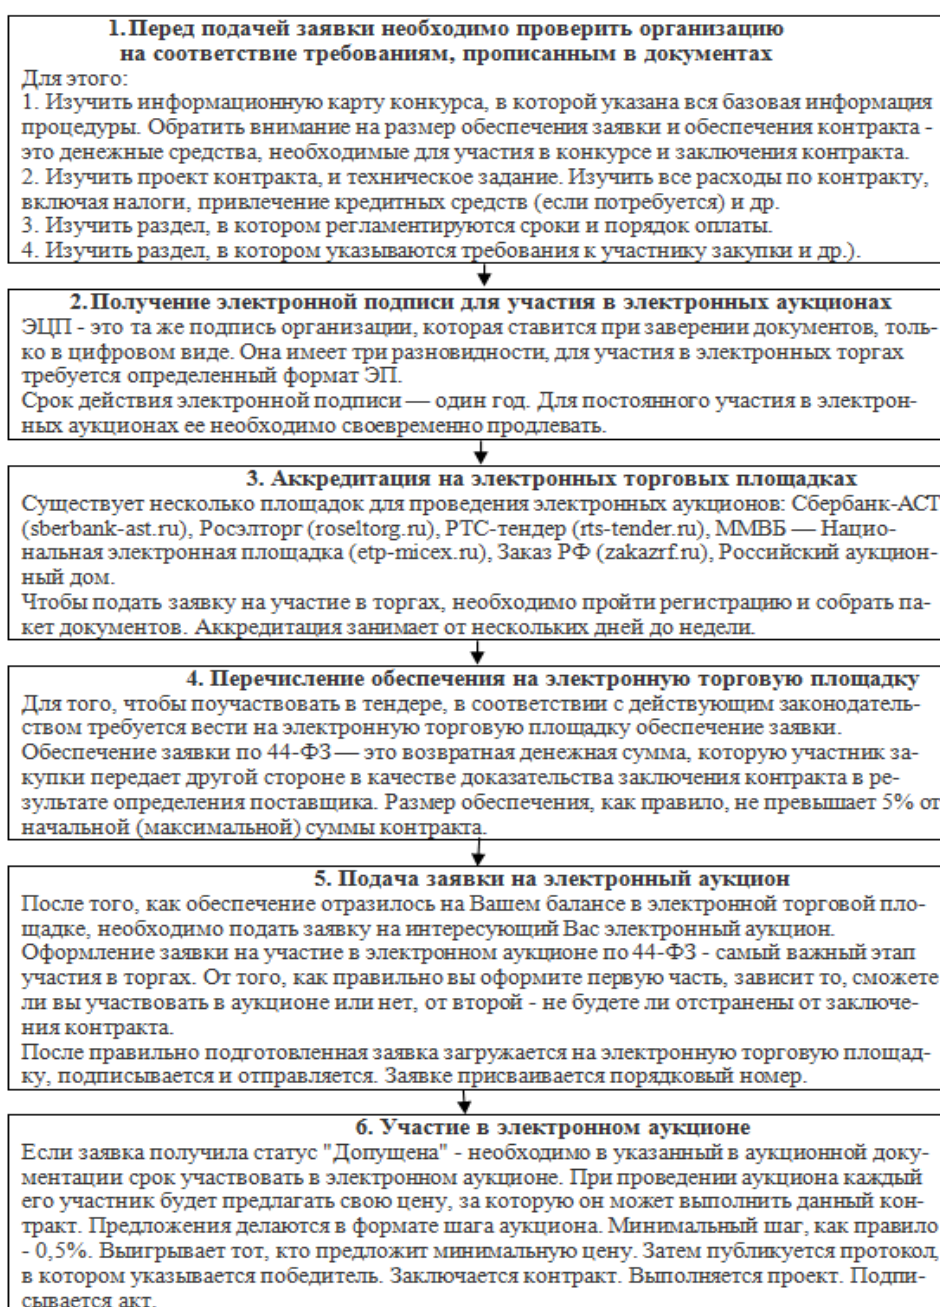 1. Перед подачей заявки необходимо проверить организацию
на соответствие требованиям, прописанным в документах
Для этого:
1. Изучить информационную карту конкурса, в которой указана вся базовая информация
процедуры. Обратить внимание на размер обеспечения заявки и обеспечения контракта -
это денежные средства, необходимые для участия в конкурсе и заключения контракта.
2. Изучить проект контракта, и техническое задание. Изучить все расходы по контракту,
включая налоги, привлечение кредитных средств (если потребуется) и др.
3. Изучить раздел, в котором регламентируются сроки и порядок оплаты.
4. Изучить раздел, в котором указываются требования к участнику закупки и др.).
2. Получение электронной подписи для участия в электронных аукционах
ЭЦП - это та же подпись организации, которая ставится при заверении документов, толь-
ко в цифровом виде. Она имеет три разновидности, для участия в электронных торгах
требуется определенный формат ЭП.
Срок действия электронной подписи — один год. Для постоянного участия в электрон-
ных аукционах ее необходимо своевременно продлевать.
3. Аккредитация на электронных торговых площадках
Существует несколько площадок для проведения электронных аукционов: Сбербанк-АСТ
(sberbank-ast.ru), Росэлторг (roseltorg.ru), РТС-тендер (rts-tender.ru), ММВБ — Нацио-
нальная электронная площадка (etp-micex.ru), Заказ РФ (zakazrf.ru), Российский аукцион-
ный дом.
Чтобы подать заявку на участие в торгах, необходимо пройти регистрацию и собрать па-
кет документов. Аккредитация занимает от нескольких дней до недели.
4. Перечисление обеспечения на электронную торговую площадку
Для того, чтобы поучаствовать в тендере, в соответствии с действующим законодатель-
ством требуется вести на электронную торговую площадку обеспечение заявки.
Обеспечение заявки по 44-ФЗ — это возвратная денежная сумма, которую участник за-
купки передает другой стороне в качестве доказательства заключения контракта в ре-
зультате определения поставщика. Размер обеспечения, как правило, не превышает 5% от
начальной (максимальной) суммы контракта.
5. Подача заявки на электронный аукцион
После того, как обеспечение отразилось на Вашем балансе в электронной торговой пло-
щадке, необходимо подать заявку на интересующий Вас электронный аукцион.
Оформление заявки на участие в электронном аукционе по 44-ФЗ - самый важный этап
участия в торгах. От того, как правильно вы оформите первую часть, зависит то, сможете
ли вы участвовать в аукционе или нет, от второй - не будете ли отстранены от заключе-
ния контракта.
После правильно подготовленная заявка загружается на электронную торговую площад-
ку, подписывается и отправляется. Заявке присваивается порядковый номер.
6. Участие в электронном аукционе
Если заявка получила статус "Допущена" - необходимо в указанный в аукционной доку-
ментации срок участвовать в электронном аукционе. При проведении аукциона каждый
его участник будет предлагать свою цену, за которую он может выполнить данный кон-
тракт. Предложения делаются в формате шага аукциона. Минимальный шаг, как правило
- 0,5%. Выигрывает тот, кто предложит минимальную цену. Затем публикуется протокол,
в котором указывается победитель. Заключается контракт. Выполняется проект. Подпи-
сывается акт.